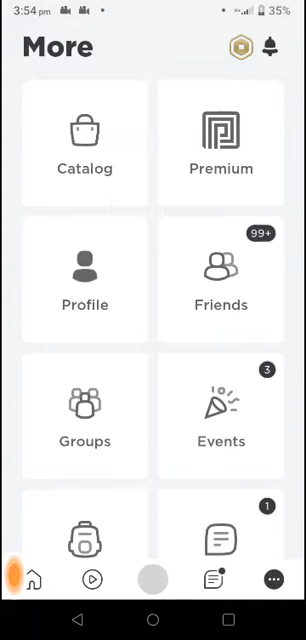 3:54 pm 35%
More
Catalog Premium
99+
Profile Friends
3
Groups Events
1